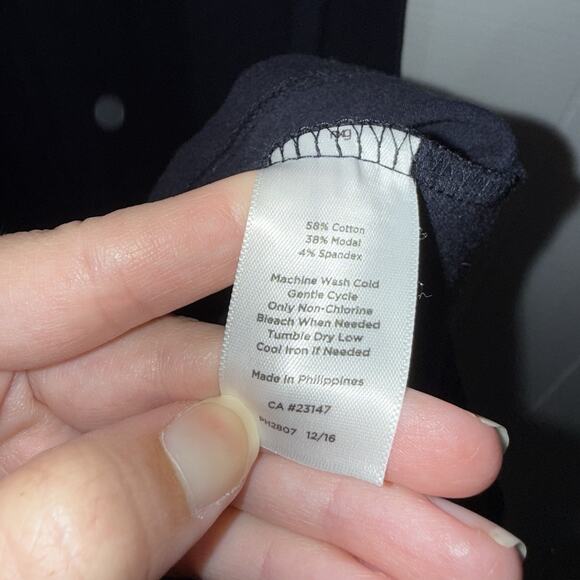 58% Cotton
38% Modal
4% Spandex
Machine Wash Cold
Gentle Cycle
Only Non-Chlorine
Bleach When Needed
Tumble Dry Low
Cool Iron If Needed
Made in Philippines
CA #23147
PH2807 12/16